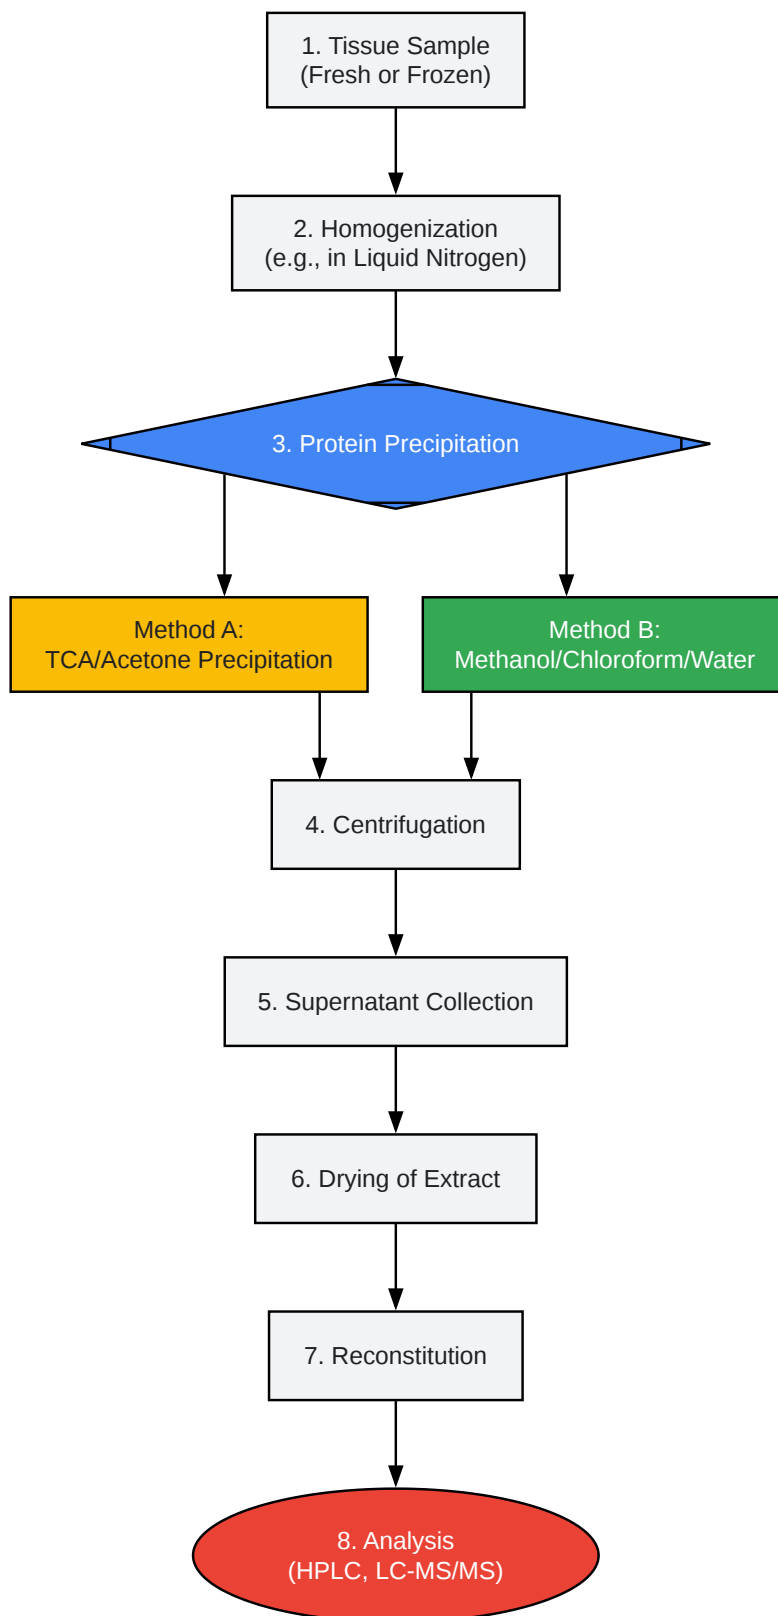 1. Tissue Sample
(Fresh or Frozen)
2. Homogenization
(e.g., in Liquid Nitrogen)
3. Protein Precipitation
Method A:
TCA/Acetone Precipitation
Method B:
Methanol/Chloroform/Water
4. Centrifugation
5. Supernatant Collection
6. Drying of Extract
7. Reconstitution
8. Analysis
(HPLC, LC-MS/MS)